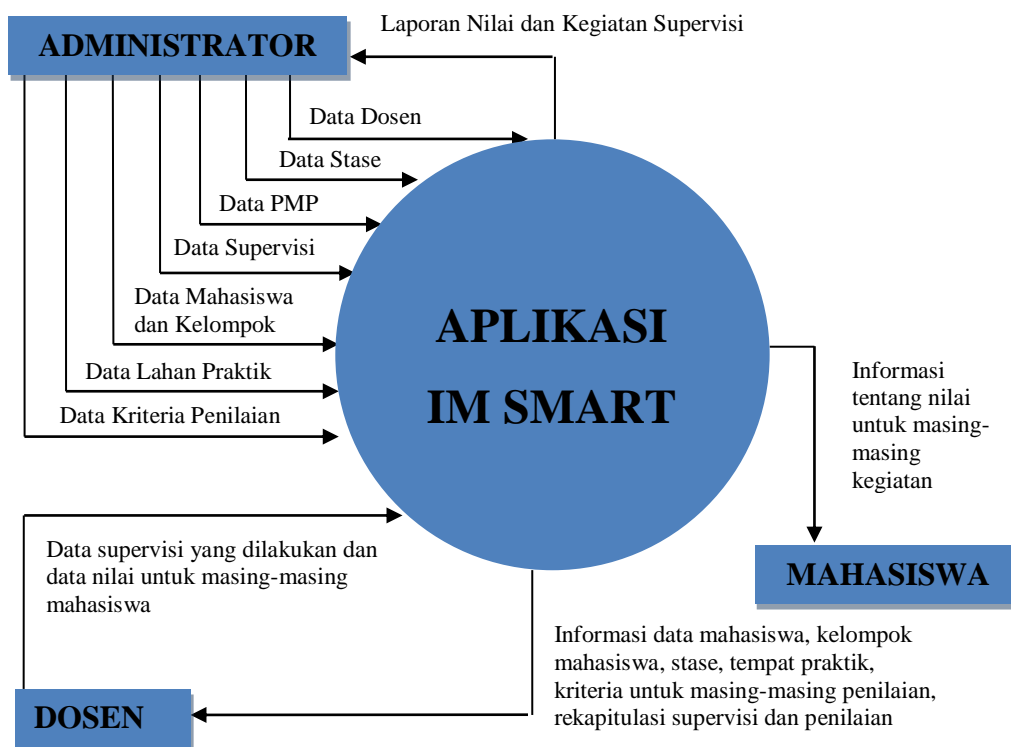 Laporan Nilai dan Kegiatan Supervisi
ADMINISTRATOR
Data Dosen
Data Stase
Data PMP
Data Supervisi
Data Mahasiswa
dan Kelompok
Data Lahan Praktik
Data Kriteria Penilaian
APLIKASI
IM SMART
Informasi
tentang nilai
untuk masing-
masing
kegiatan
Data supervisi yang dilakukan dan
data nilai untuk masing-masing
mahasiswa
MAHASISWA
Informasi data mahasiswa, kelompok
mahasiswa, stase, tempat praktik,
kriteria untuk masing-masing penilaian,
rekapitulasi supervisi dan penilaian
DOSEN